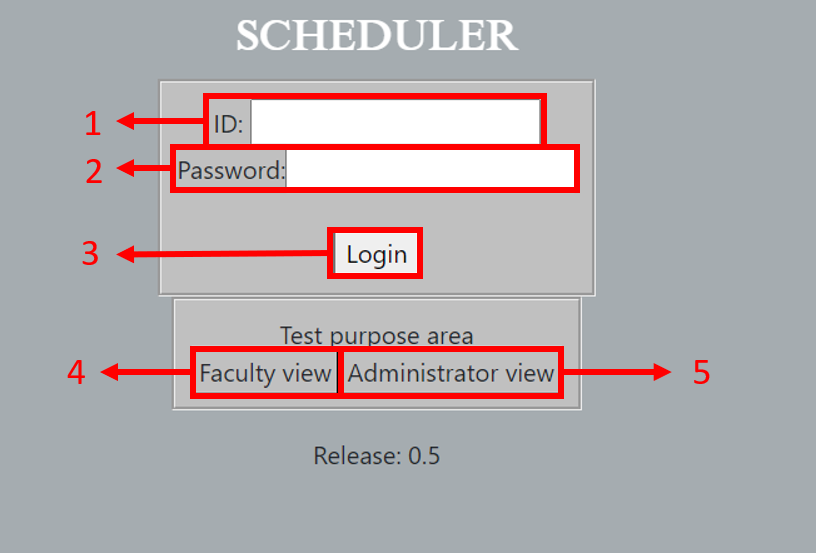 SCHEDULER
1 ID:
2 Password:
3 Login
Test purpose area
4 Faculty view Administrator view 5
Release: 0.5